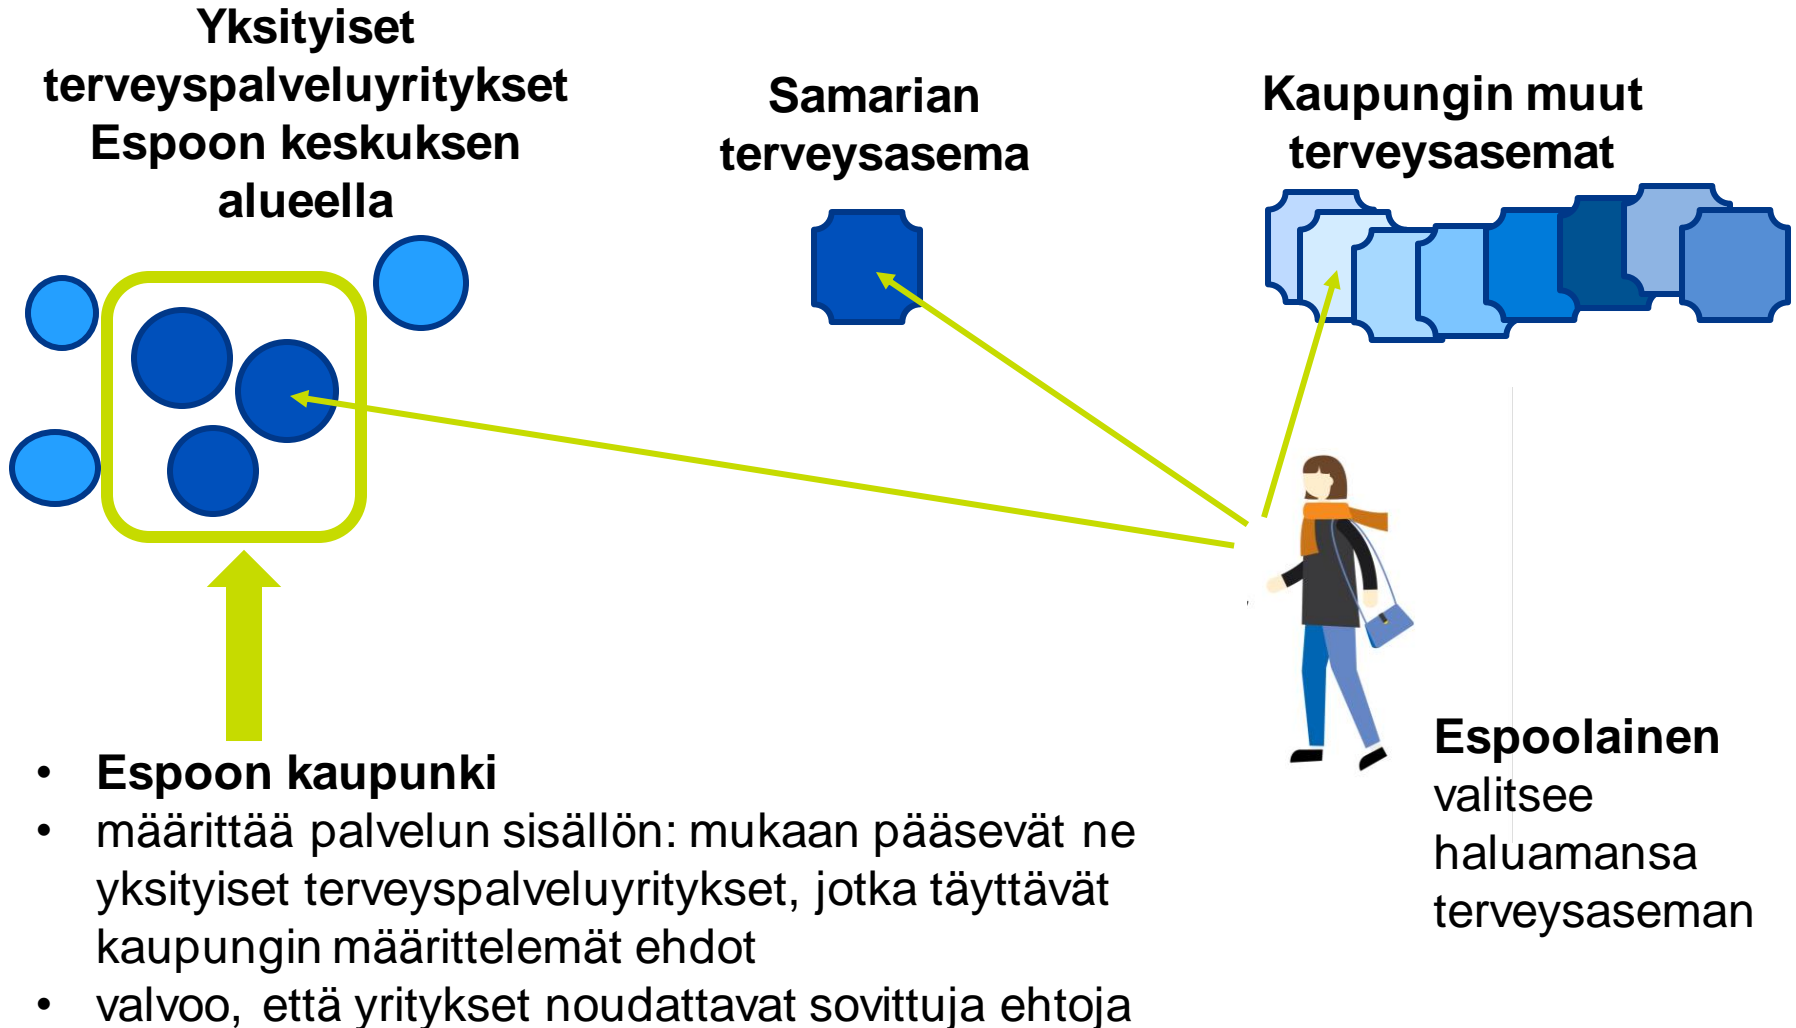 Yksityiset
terveyspalveluyritykset
Espoon keskuksen
alueella
Samarian
terveysasema
Kaupungin muut
terveysasemat
• Espoon kaupunki
• määrittää palvelun sisällön: mukaan pääsevät ne
yksityiset terveyspalveluyritykset, jotka täyttävät
kaupungin määrittelemät ehdot
• valvoo, että yritykset noudattavat sovittuja ehtoja
Espoolainen
valitsee
haluamansa
terveysaseman